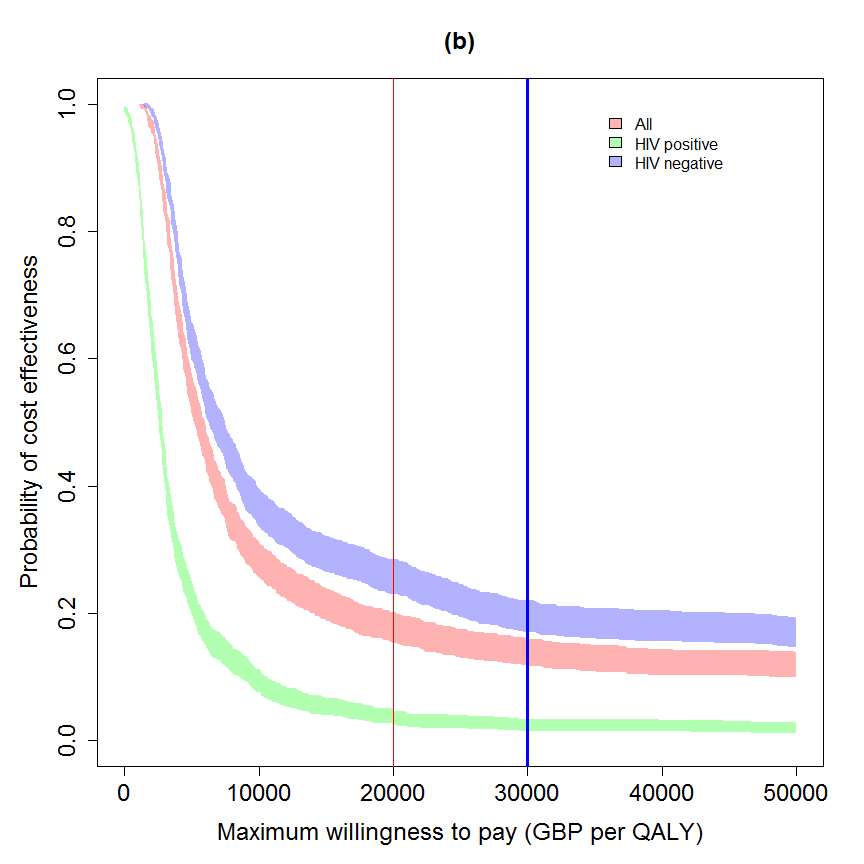 (b)
All
HIV positive
HIV negative
Probability of cost effectiveness
1.0
0.8
0.6
0.4
0.2
0.0
0 10000 20000 30000 40000 50000
Maximum willingness to pay (GBP per QALY)